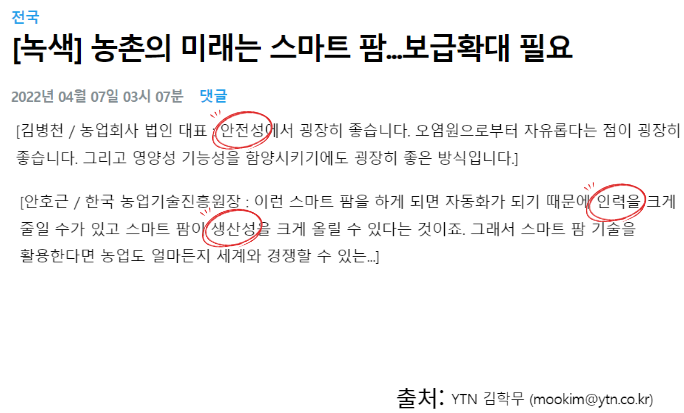 전국
[녹색] 농촌의 미래는 스마트 팜...보급확대 필요
2022년 04월 07일 03시 07분 댓글
[김병천 / 농업회사 법인 대표 : 안전성에서 굉장히 좋습니다. 오염원으로부터 자유롭다는 점이 굉장히
좋습니다. 그리고 영양성 기능성을 함양시키기에도 굉장히 좋은 방식입니다.]
[안호근 / 한국 농업기술진흥원장 : 이런 스마트 팜을 하게 되면 자동화가 되기 때문에 인력을 크게
줄일 수가 있고 스마트 팜이 생산성을 크게 올릴 수 있다는 것이죠. 그래서 스마트 팜 기술을
활용한다면 농업도 얼마든지 세계와 경쟁할 수 있는...]
출처: YTN 김학무 (mookim@ytn.co.kr)